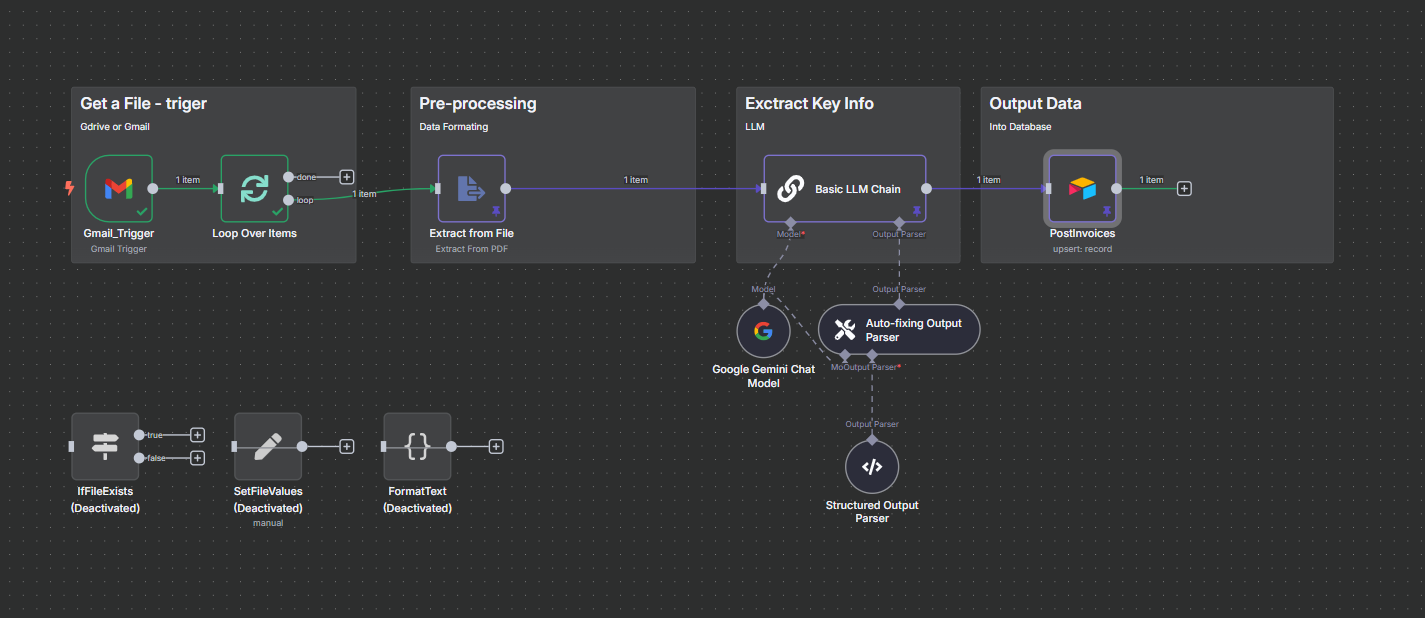 Get a File - triger
Gdrive or Gmail
Pre-processing
Data Formating
Exctract Key Info
LLM
Output Data
Into Database
1 item
done
loop
1 item
1 item
Basic LLM Chain
1 item
1 item
Gmail_Trigger
Gmail Trigger
Loop Over Items
Extract from File
Extract From PDF
Model*
Output Parser
PostInvoices
upsert: record
Model
Output Parser
Auto-fixing Output
Parser
Google Gemini Chat
Model
MoOutput Parser*
Output Parser
Structured Output
Parser
true
false
IfFileExists
(Deactivated)
SetFileValues
(Deactivated)
manual
{}
FormatText
(Deactivated)